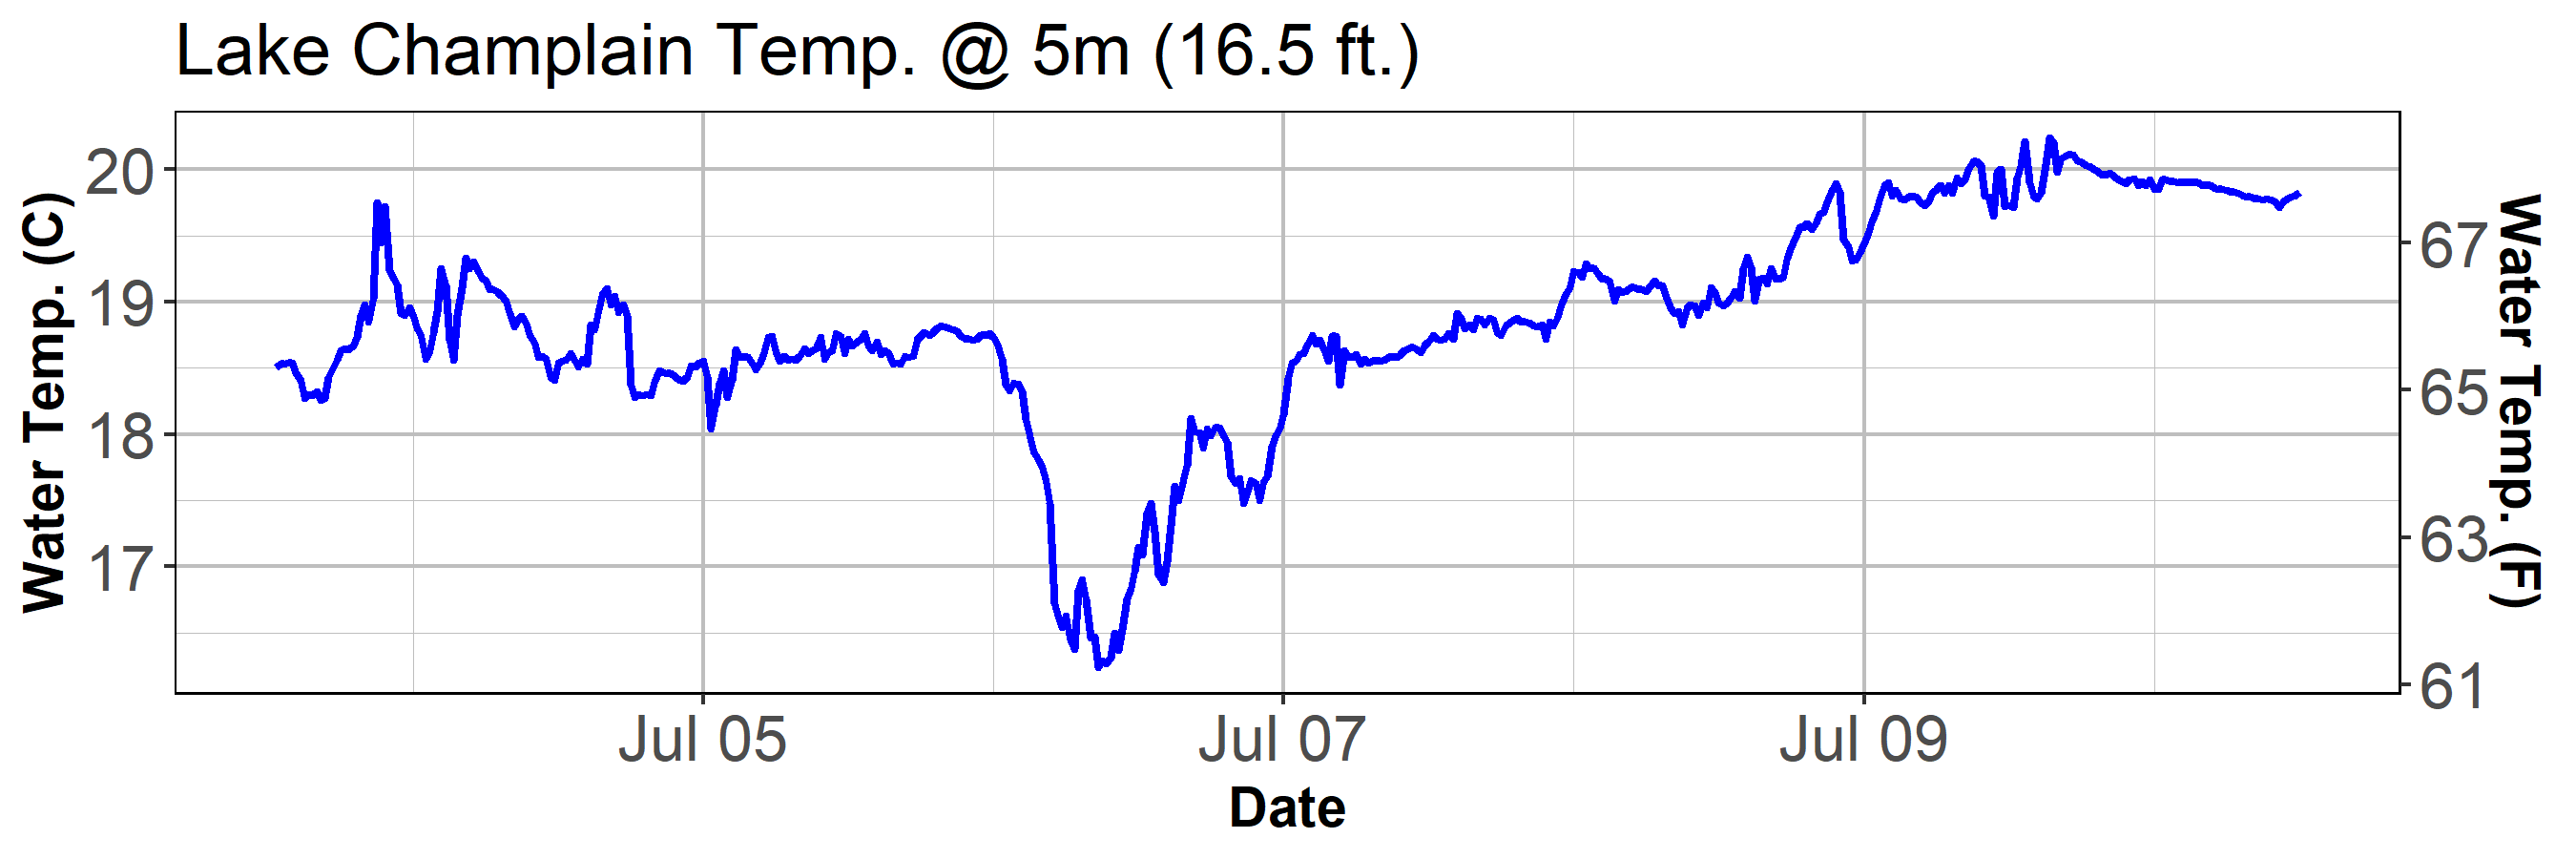 Lake Champlain Temp. @ 5m (16.5 ft.)
Water Temp. (C)
20
19
18
17
67
65
63
61
Water Temp. (F)
Jul 05
Jul 07
Jul 09
Date